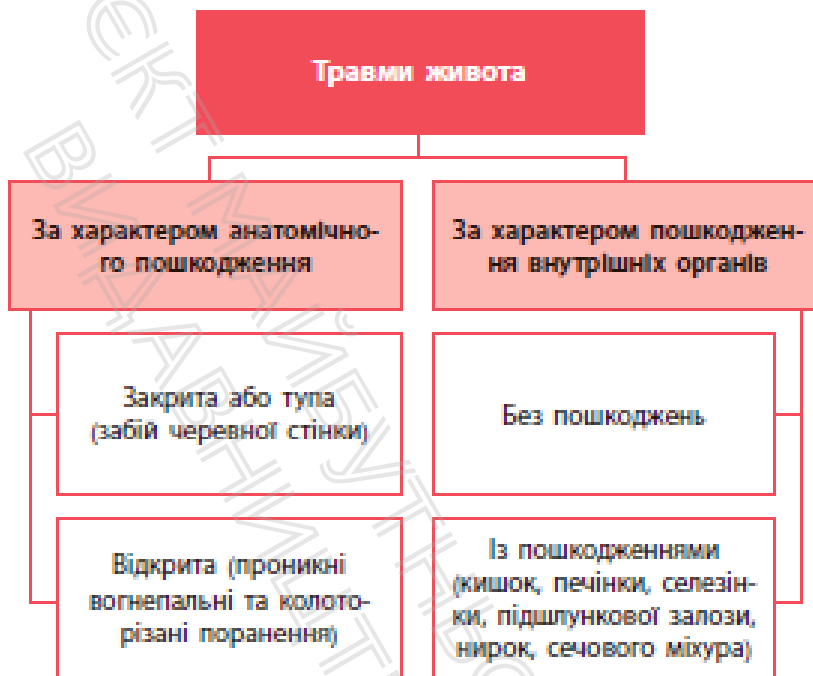 Травми живота
За характером анатомічно-
го пошкодження
За характером пошкоджен-
ня внутрішніх органів
Закрита або тупа
(забій черевної стінки)
Без пошкоджень
Відкрита (проникні
вогнепальні та колото-
різані поранення)
Із пошкодженнями
(кишок, печінки, селезін-
ки, підшлункової залози,
нирок, сечового міхура)